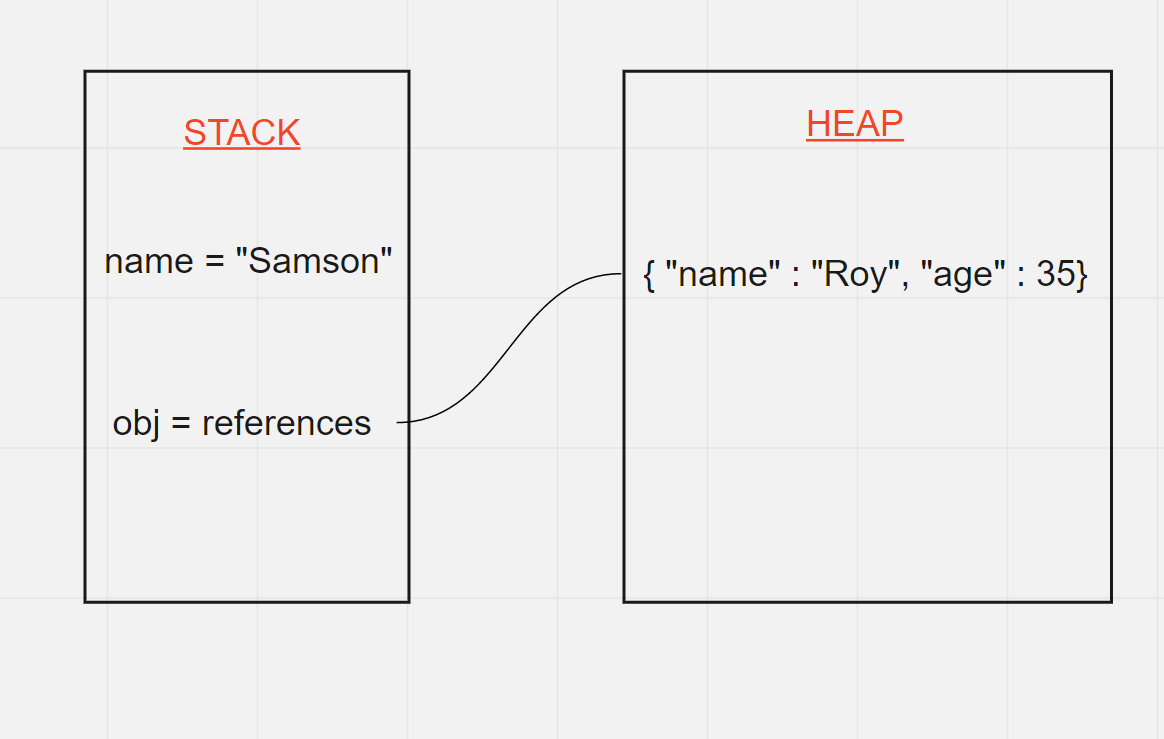 STACK
name = "Samson"
obj = references
HEAP
{ "name" : "Roy", "age" : 35}